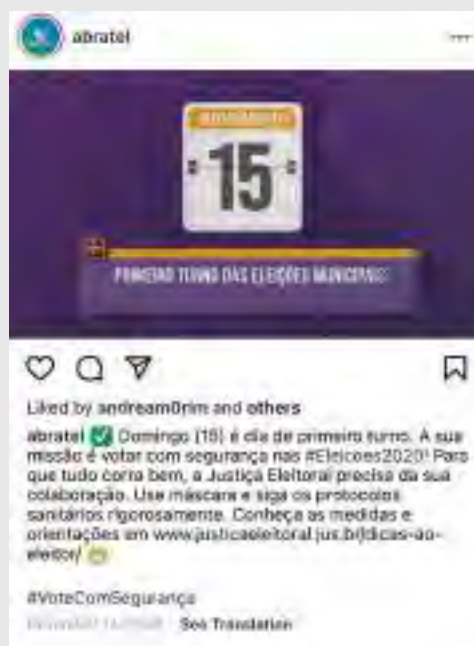 abratel
15
PRIMEIRO TURNO DAS ELEIÇÕES MUNICIPAIS
Liked by andream0rim and others
abratel ✅ Domingo (15) é dia de primeiro turno. A sua
missão é votar com segurança nas #Eleicoes2020! Para
que tudo corra bem, a Justiça Eleitoral precisa da sua
colaboração. Use máscara e siga os protocolos
sanitários rigorosamente. Conheça as medidas e
orientações em www.justicaeleitoral.jus.br/dicas-ao-
eleitor/
#VoteComSegurança
See Translation